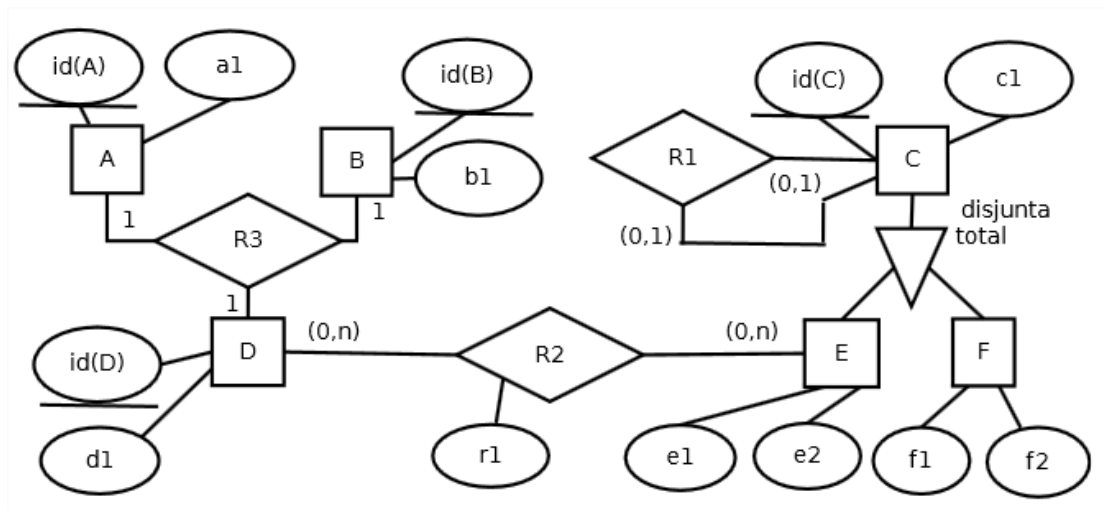 id(A)
a1
id(B)
id(C)
c1
A
B
b1
R1
C
(0,1)
1
1
R3
(0,1)
disjunta
total
1
D
(0,n)
R2
(0,n)
E
F
id(D)
d1
r1
e1
e2
f1
f2